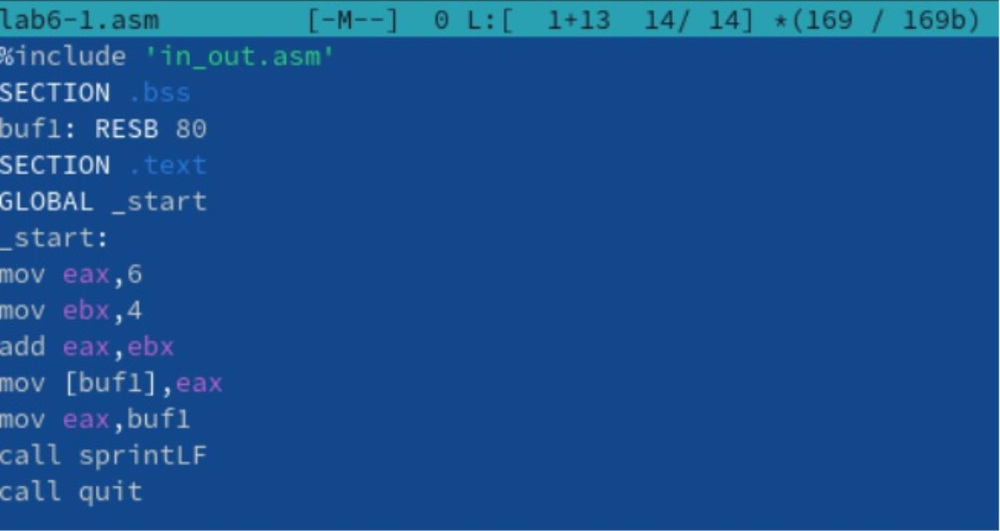 lab6-1.asm [-M--] 0 L:[ 1+13 14/ 14] *(169 / 169b)
%include 'in_out.asm'
SECTION .bss
buf1: RESB 80
SECTION .text
GLOBAL _start
_start:
mov eax,6
mov ebx,4
add eax,ebx
mov [buf1],eax
mov eax,buf1
call sprintLF
call quit